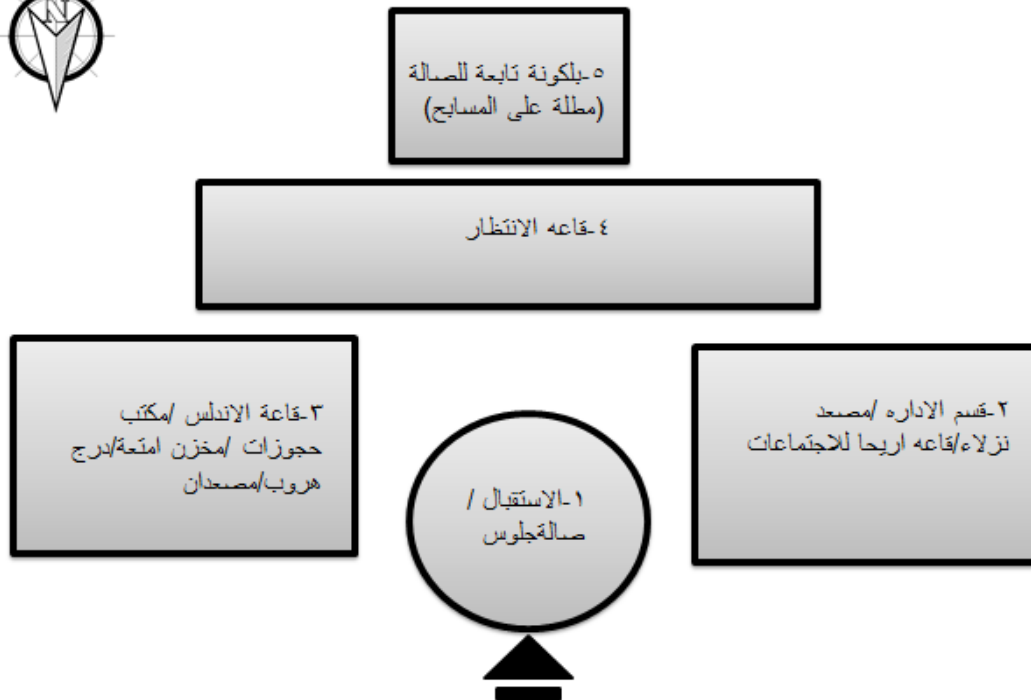 N
٥-بلكونة تابعة للصالة
(مطلة على المسابح)
٤-قاعه الانتظار
٣-قاعة الاندلس /مكتب
حجوزات /مخزن امتعة/درج
هروب/مصعدان
٢-قسم الاداره /مصعد
نزلاء/قاعه اريحا للاجتماعات
١-الاستقبال /
صالةجلوس